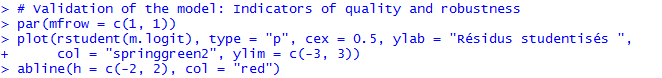 > # Validation of the model: Indicators of quality and robustness
> par(mfrow = c(1, 1))
> plot(rstudent(m.logit), type = "p", cex = 0.5, ylab = "Résidus studentisés ",
+      col = "springgreen2", ylim = c(-3, 3))
> abline(h = c(-2, 2), col = "red")